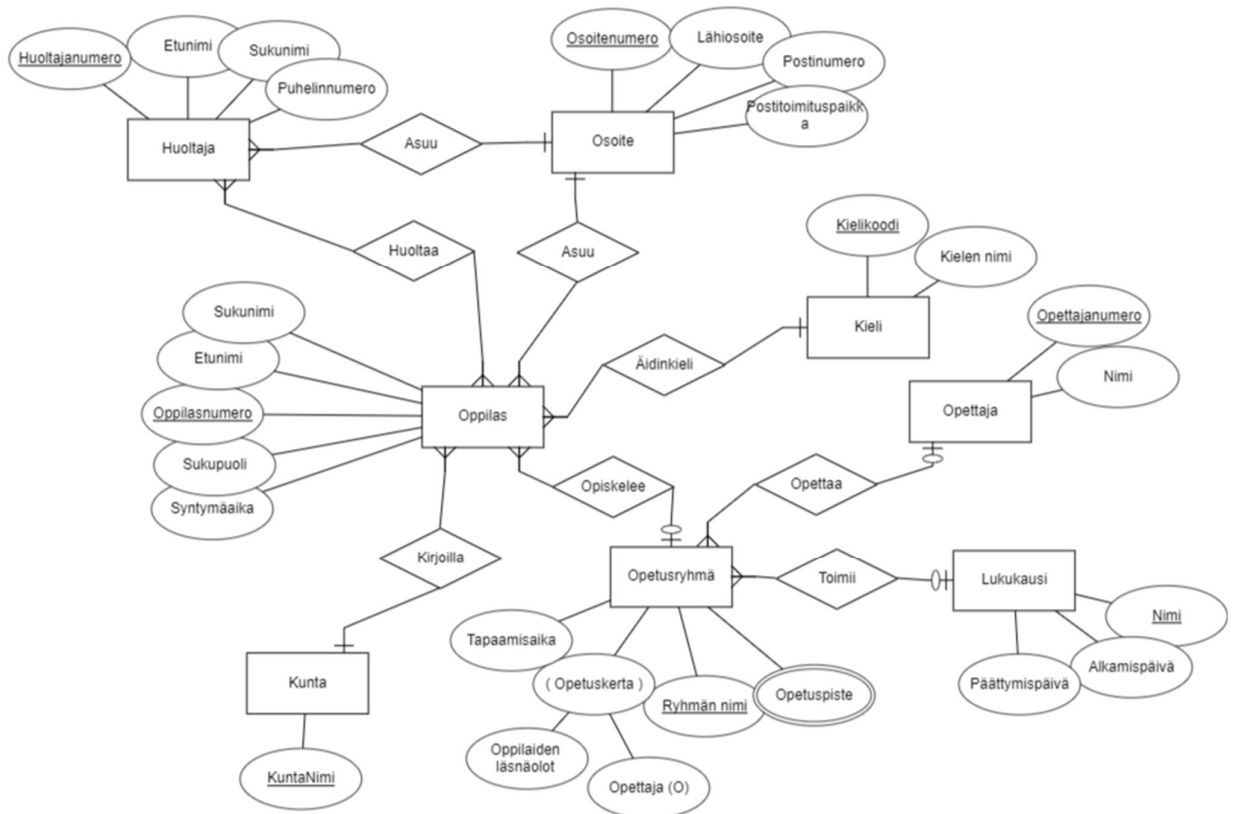 Huoltajanumero
Etunimi
Sukunimi
Puhelinnumero
Huoltaja
Asuu
Osoitenumero
Lähiosoite
Postinumero
Postitoimituspaikk
a
Osoite
Huoltaa
Asuu
Kielikoodi
Kielen nimi
Kieli
Äidinkieli
Opettajanumero
Nimi
Opettaja
Sukunimi
Etunimi
Oppilasnumero
Sukupuoli
Syntymäaika
Oppilas
Opiskelee
Opettaa
Kirjoilla
Opetusryhmä
Toimii
Lukukausi
Nimi
Alkamispäivä
Päättymispäivä
Tapaamisaika
( Opetuskerta )
Ryhmän nimi
Opetuspiste
Oppilaiden
läsnäolot
Opettaja (O)
Kunta
KuntaNimi